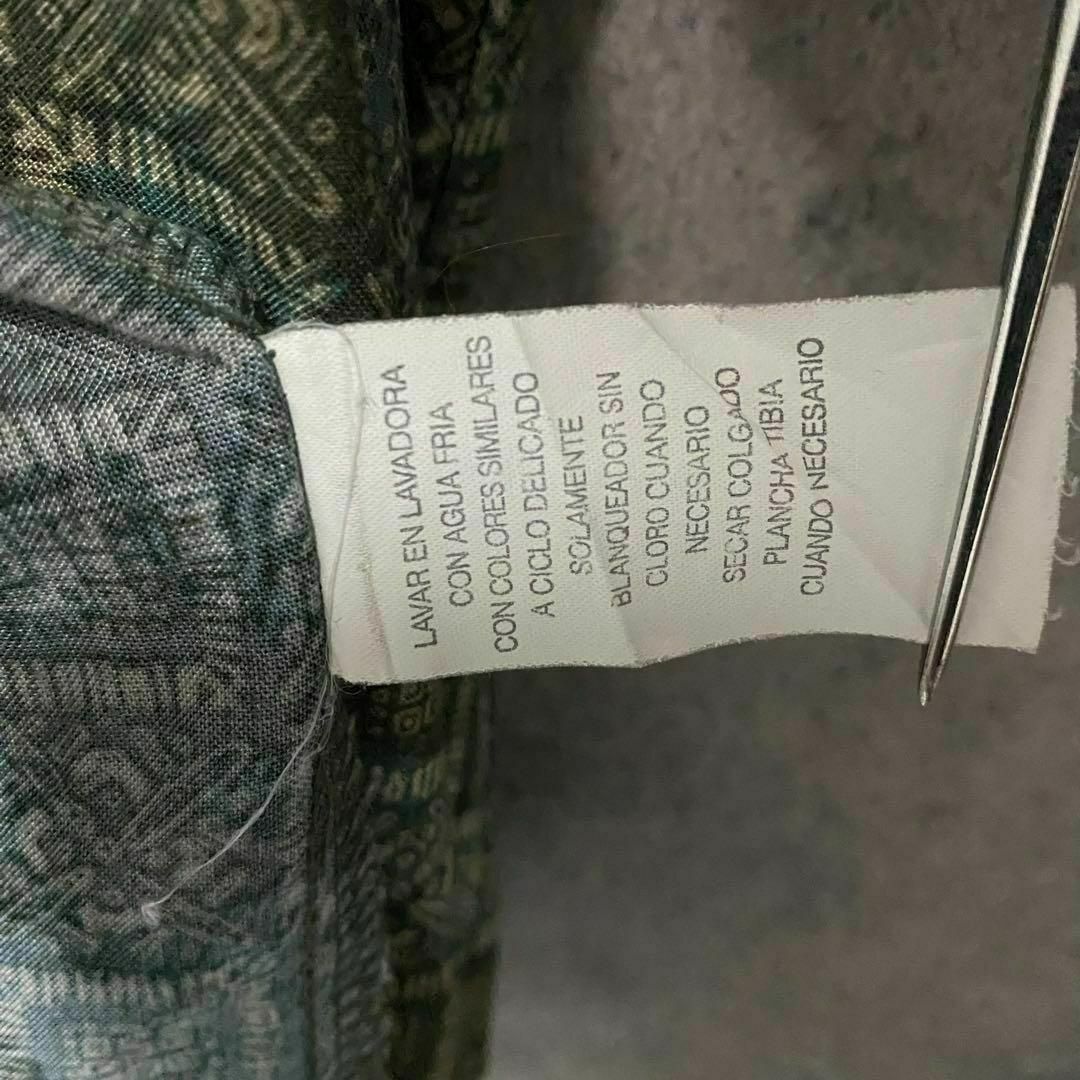 LAVAR EN LAVADORA
CON AGUA FRIA
CON COLORES SIMILARES
A CICLO DELICADO
SOLAMENTE
BLANQUEADOR SIN
CLORO CUANDO
NECESARIO
SECAR COLGADO
PLANCHA TIBIA
CUANDO NECESARIO